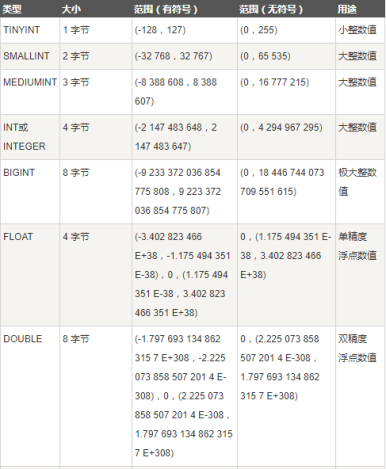 类型 大小 范围（有符号） 范围（无符号） 用途
TINYINT 1 字节 (-128，127) (0，255) 小整数值
SMALLINT 2 字节 (-32 768，32 767) (0，65 535) 大整数值
MEDIUMINT 3 字节 (-8 388 608，8 388 (0，16 777 215) 大整数值
607)
INT或 4 字节 (-2 147 483 648，2 (0，4 294 967 295) 大整数值
INTEGER 147 483 647)
BIGINT 8 字节 (-9 233 372 036 854 (0，18 446 744 073 极大整数
775 808，9 223 372 709 551 615) 值
036 854 775 807)
FLOAT 4 字节 (-3.402 823 466 0，(1.175 494 351 E- 单精度
E+38，-1.175 494 351 38，3.402 823 466 浮点数值
E-38)，0，(1.175 494 E+38)
351 E-38，3.402 823
466 351 E+38)
DOUBLE 8 字节 (-1.797 693 134 862 0，(2.225 073 858 双精度
315 7 E+308，-2.225 507 201 4 E-308， 浮点数值
073 858 507 201 4 E- 1.797 693 134 862
308)，0，(2.225 073 315 7 E+308)
858 507 201 4 E-308，
1.797 693 134 862 315
7 E+308)